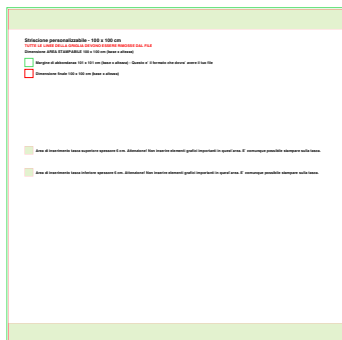 Striscione personalizzabile - 100 x 100 cm
TUTTE LE LINEE DELLA GRIGLIA DEVONO ESSERE RIMOSSE DAL FILE
Dimensione AREA STAMPABILE 100 x 100 cm (base x altezza)
Margine di abbondanza 101 x 101 cm (base x altezza) - Questo e' il formato che dovra' avere il tuo file
Dimensione finale 100 x 100 cm (base x altezza)
Area di inserimento tasca superiore spessore 5 cm. Attenzione! Non inserire elementi grafici importanti in quest'area. E' comunque possibile stampare sulla tasca.
Area di inserimento tasca inferiore spessore 5 cm. Attenzione! Non inserire elementi grafici importanti in quest'area. E' comunque possibile stampare sulla tasca.